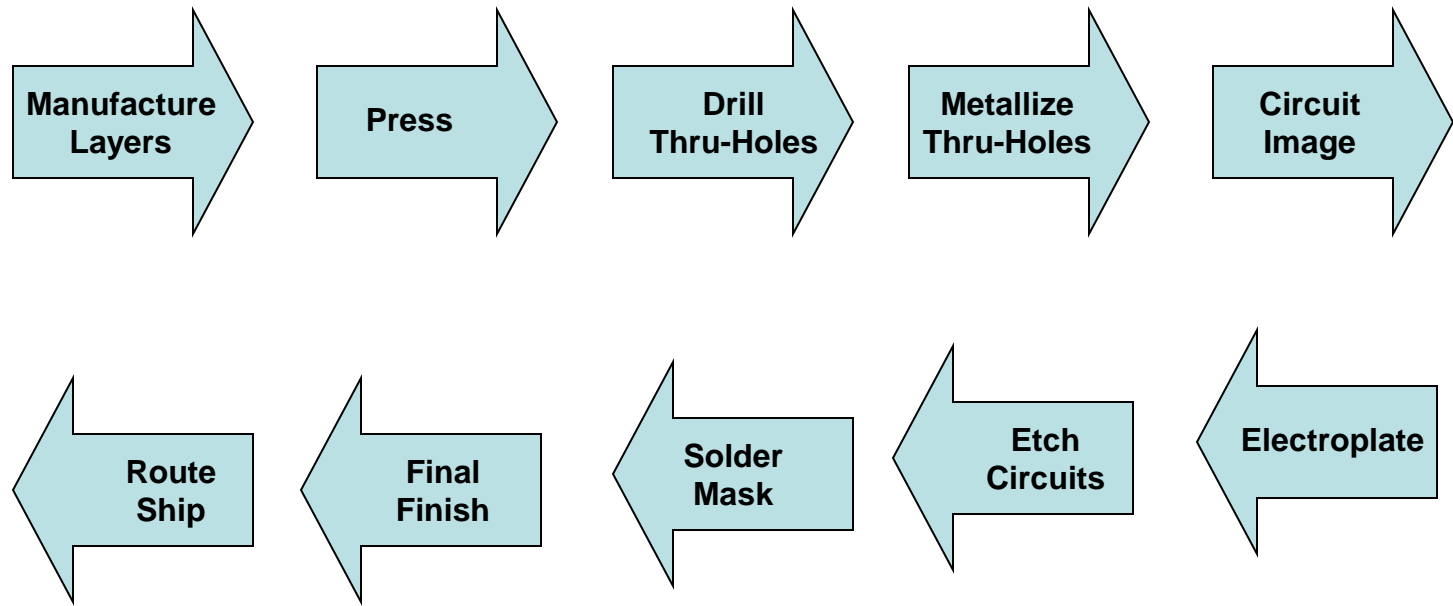 Manufacture
Layers
Press
Drill
Thru-Holes
Metallize
Thru-Holes
Circuit
Image
Electroplate
Etch
Circuits
Solder
Mask
Final
Finish
Route
Ship